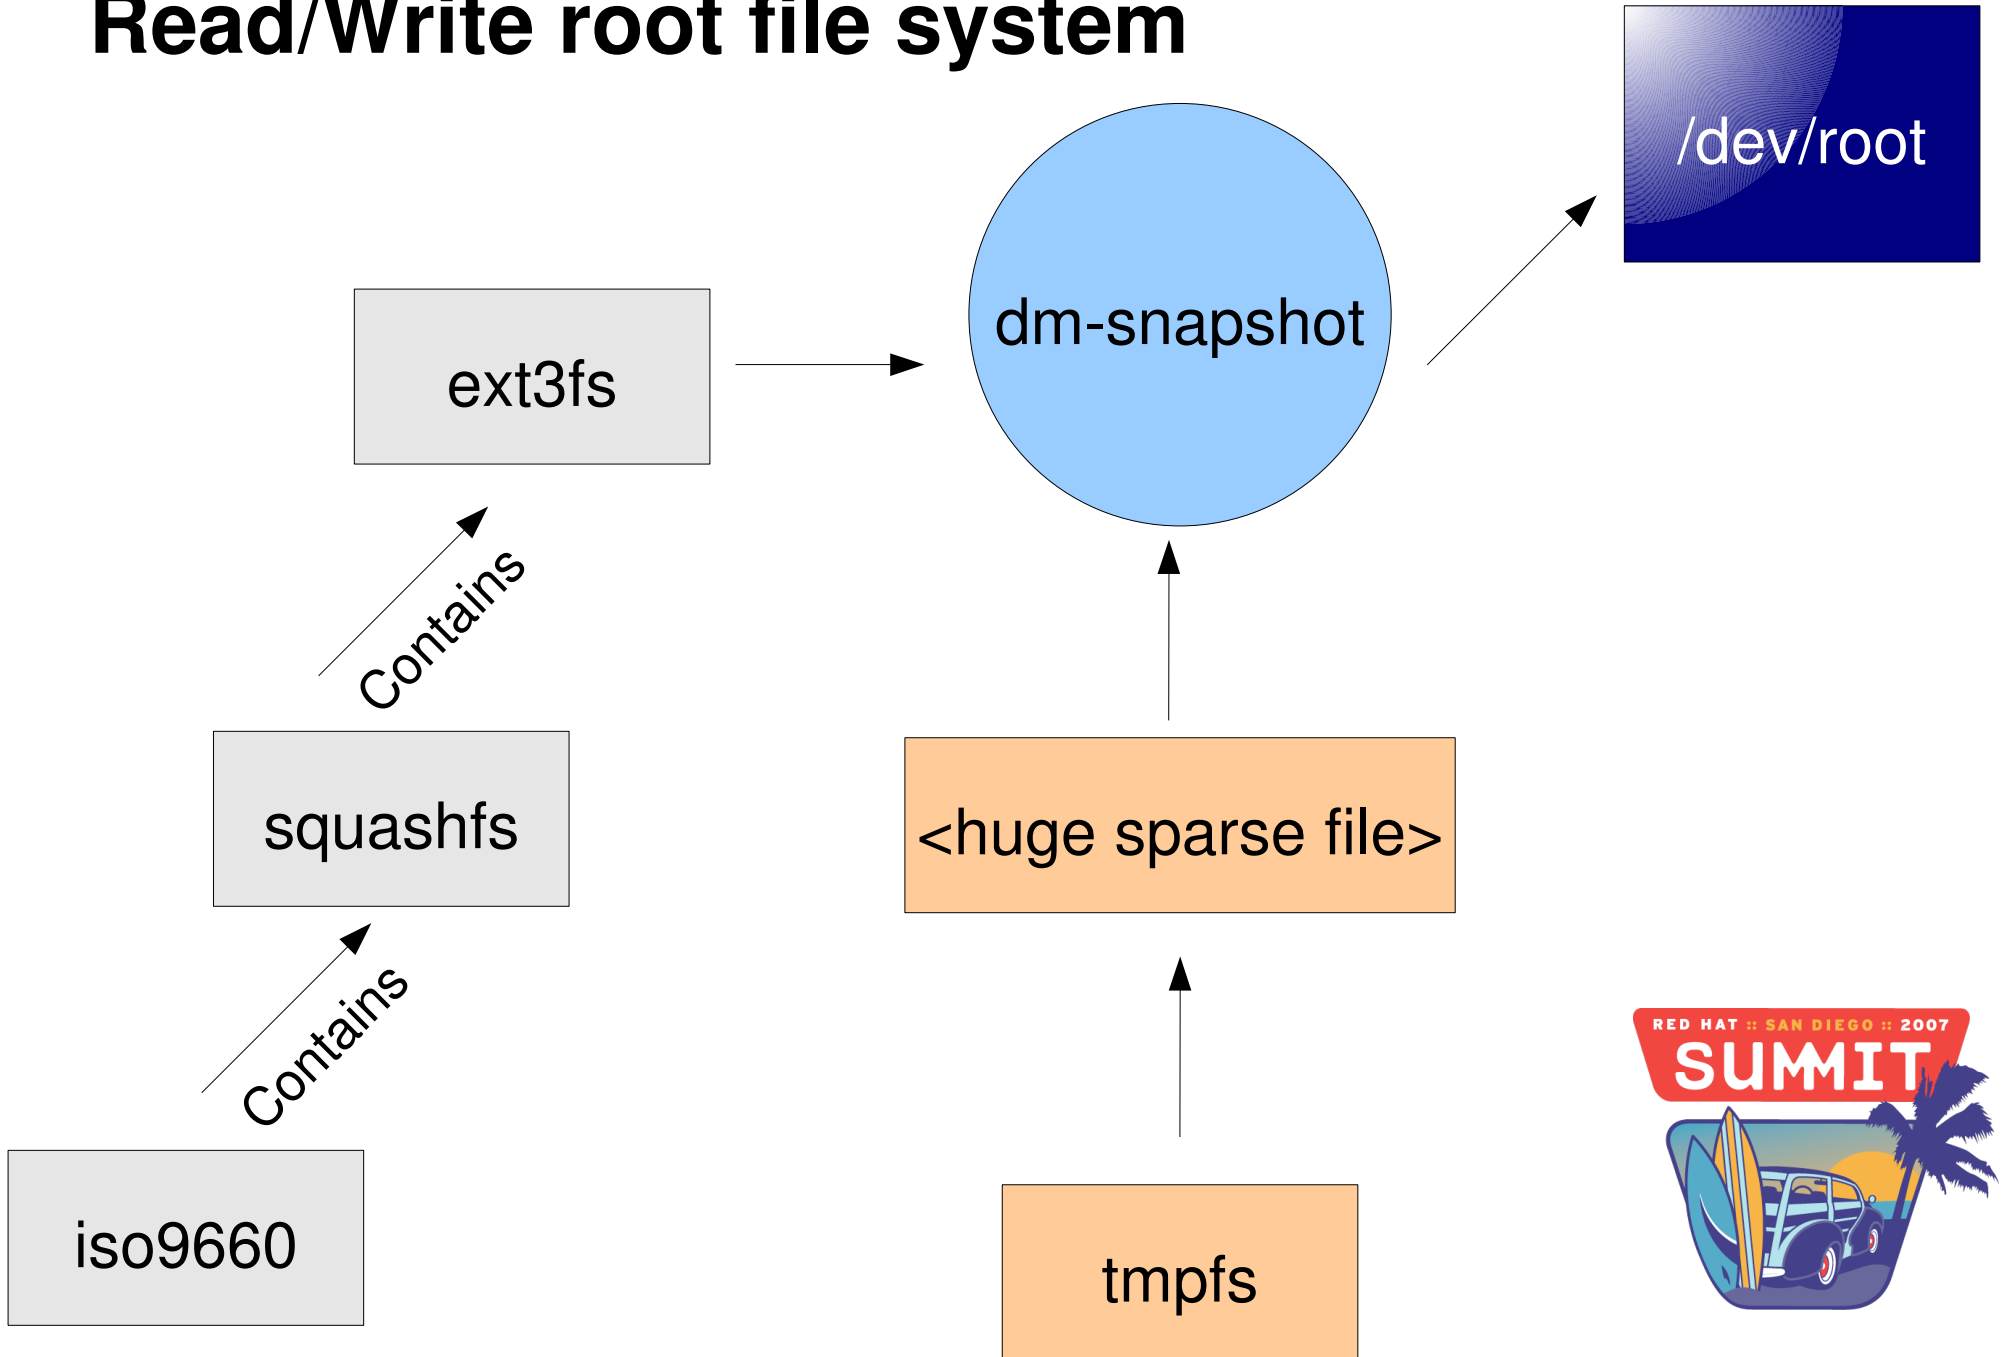 Read/Write root file system
/dev/root
dm-snapshot
ext3fs
Contains
squashfs
<huge sparse file>
Contains
iso9660
tmpfs
RED HAT :: SAN DIEGO :: 2007
SUMMIT